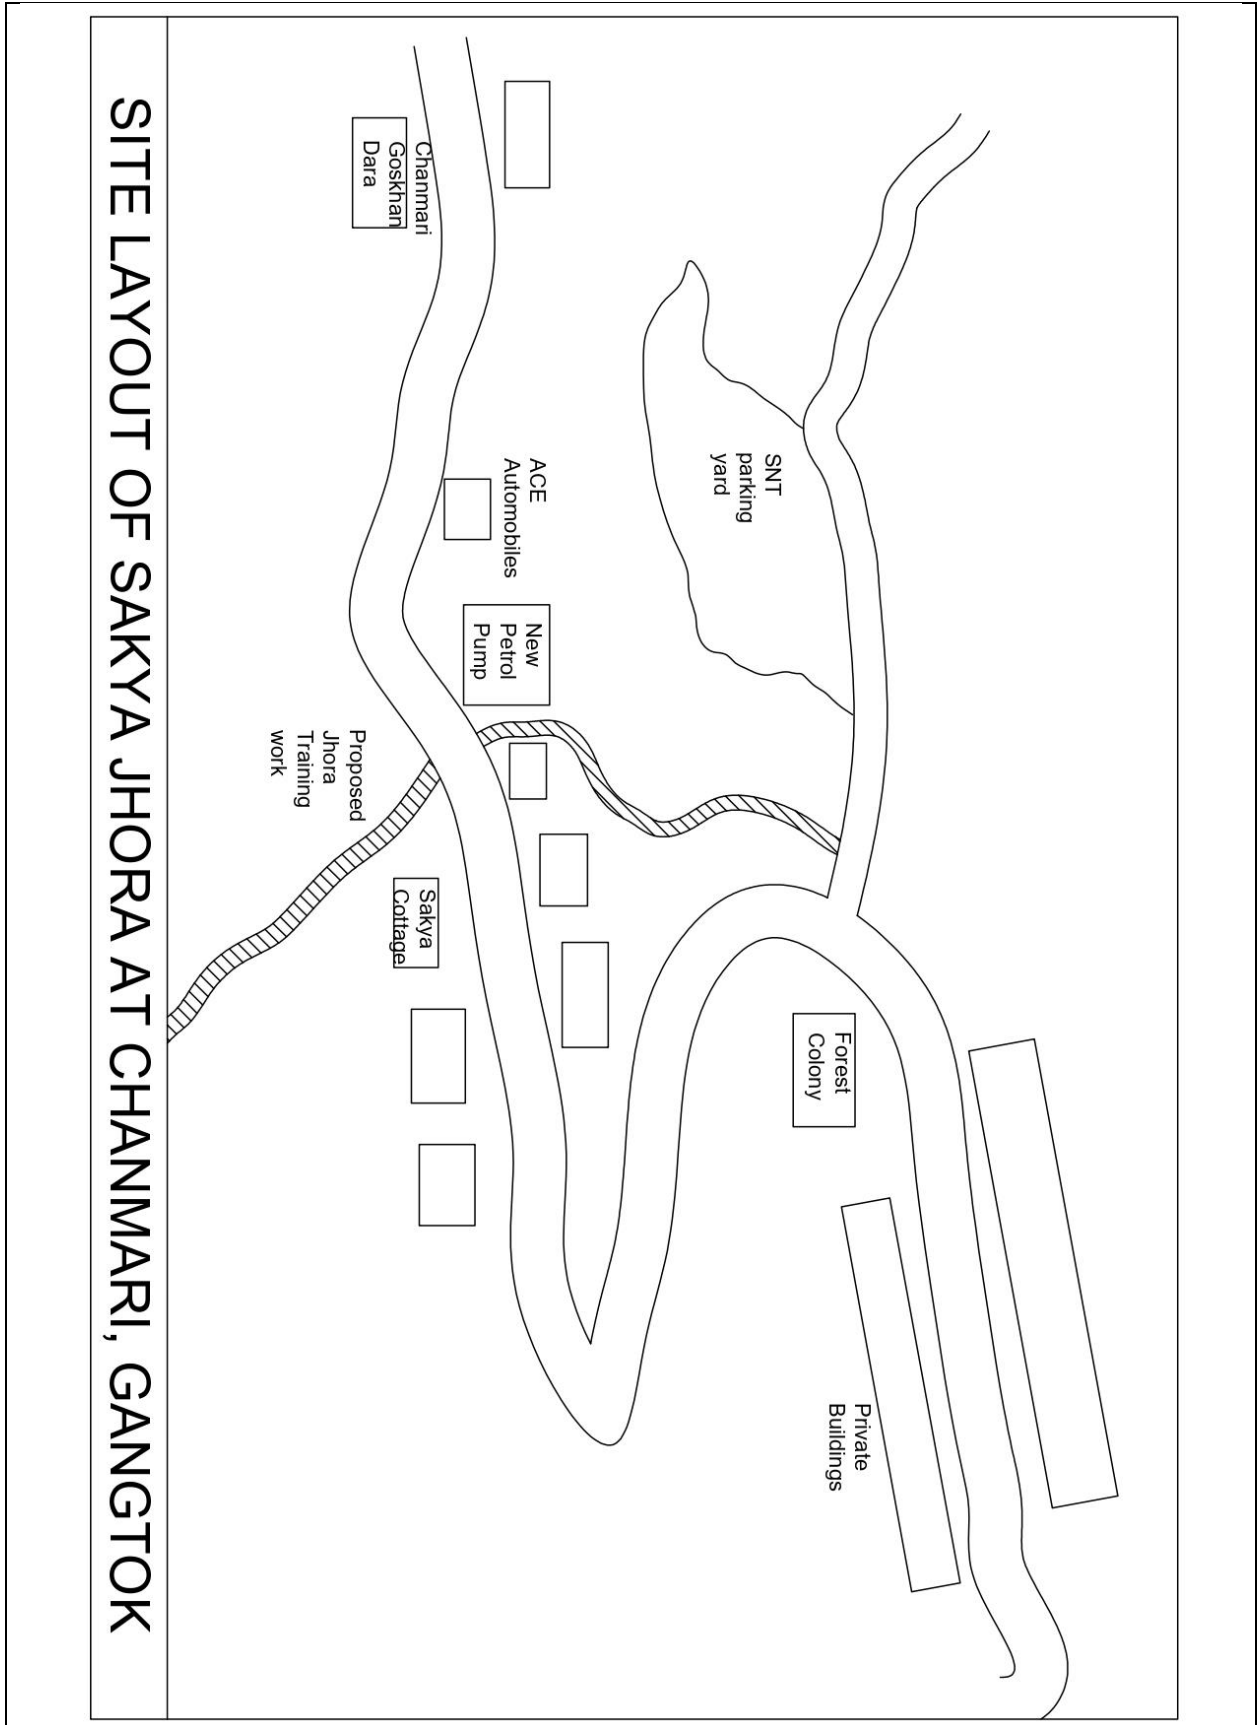 SNT
parking
yard
Chanmari
Goskhan
Dara
ACE
Automobiles
New
Petrol
Pump
Forest
Colony
Private
Buildings
Sakya
Cottage
Proposed
Jhora
Training
work
SITE LAYOUT OF SAKYA JHORA AT CHANMARI, GANGTOK